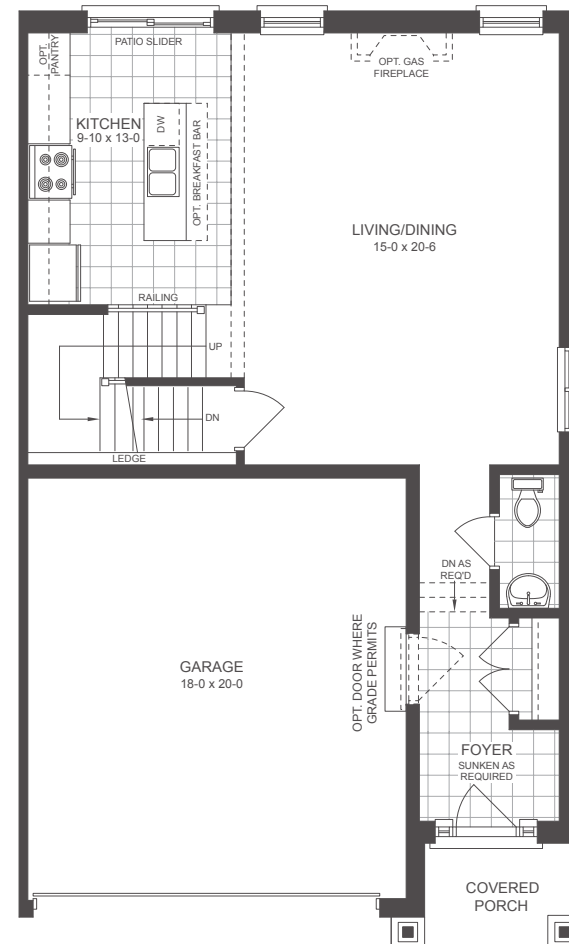 PATIO SLIDER
OPT.
PANTRY
OPT. GAS
FIREPLACE
KITCHEN
9-10 x 13-0
DW
OPT. BREAKFAST BAR
LIVING/DINING
15-0 x 20-6
RAILING
UP
DN
LEDGE
DN AS
REQ'D
OPT. DOOR WHERE
GRADE PERMITS
GARAGE
18-0 x 20-0
FOYER
SUNKEN AS
REQUIRED
COVERED
PORCH